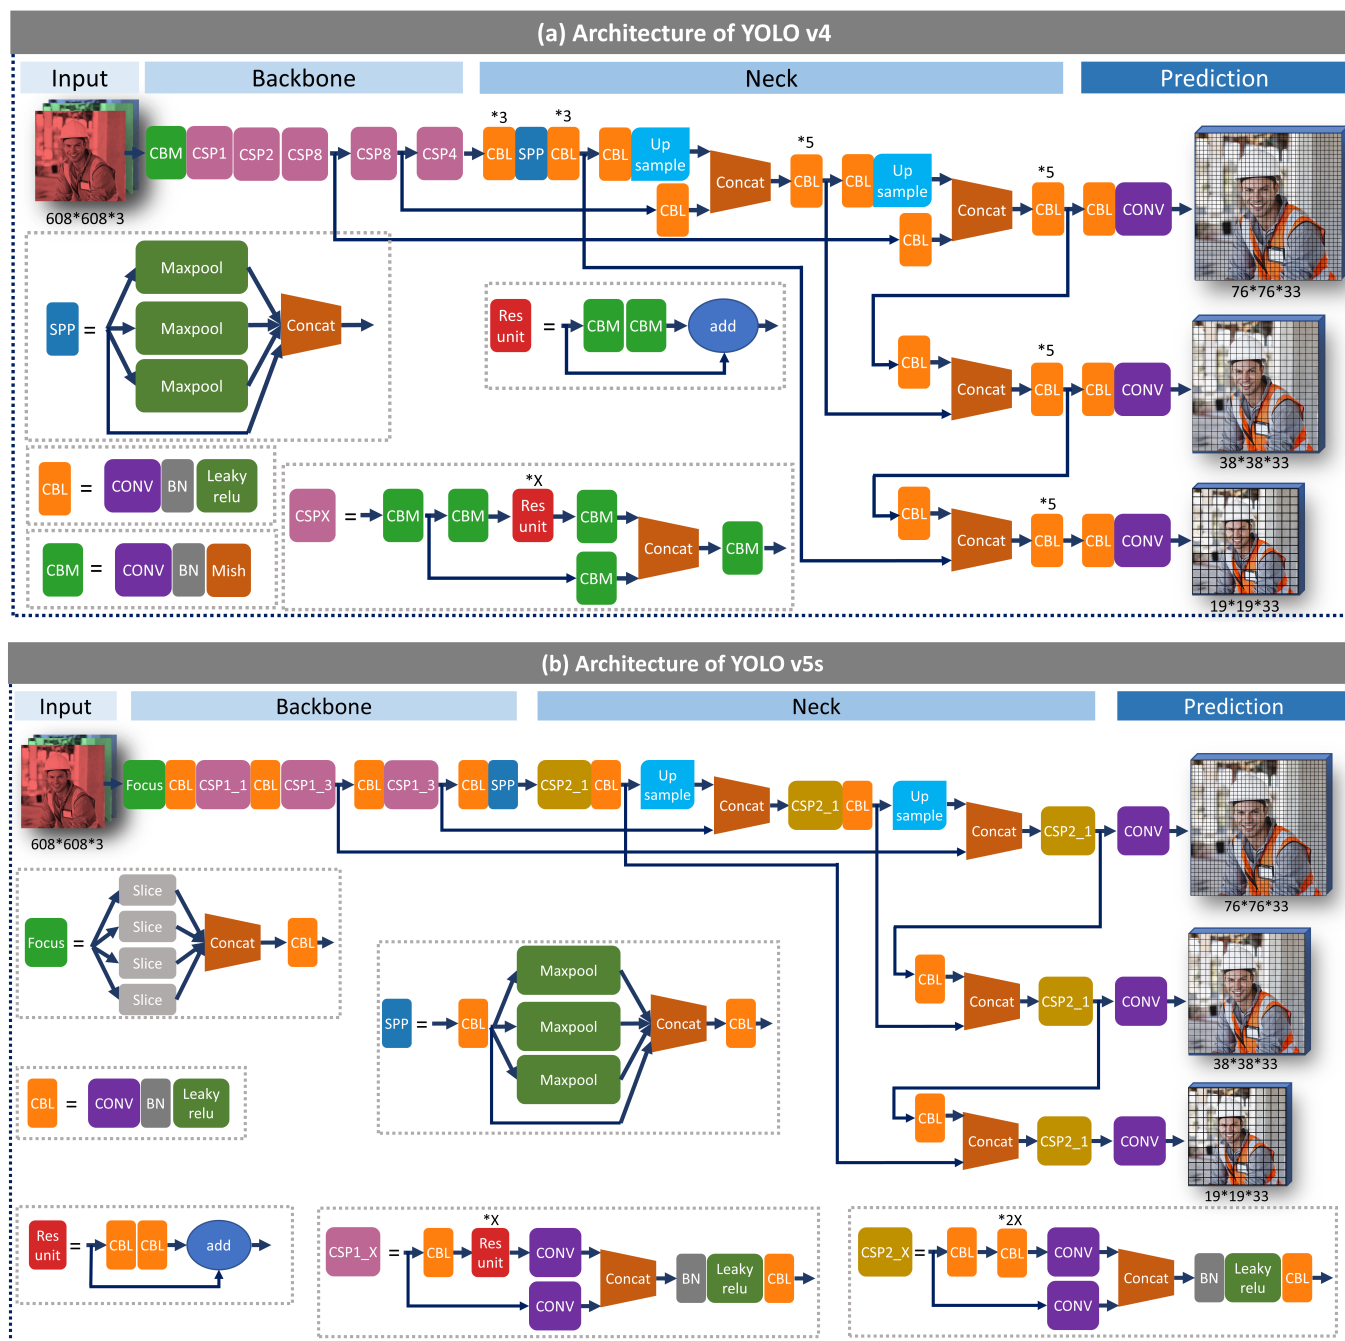 (a) Architecture of YOLO v4
Input Backbone Neck Prediction
*3 *3
CBM CSP1 CSP2 CSP8 CSP8 CSP4 CBL SPP CBL CBL Up sample
Concat
*5
CBL CBL Up sample
CBL
CBL
Concat
*5
CBL CBL CONV
608*608*3
76*76*33
SPP = Maxpool
Maxpool
Maxpool
Concat
Res unit = CBM CBM add
CBL
Concat
*5
CBL CBL CONV
38*38*33
CBL = CONV BN Leaky relu
CSPX = CBM CBM
*X
Res unit
CBM
CBM
Concat
CBM
CBL
Concat
*5
CBL CBL CONV
19*19*33
CBM = CONV BN Mish
(b) Architecture of YOLO v5s
Input Backbone Neck Prediction
Focus CBL CSP1_1 CBL CSP1_3 CBL CSP1_3 CBL SPP CSP2_1 CBL Up sample
Concat
CSP2_1 CBL Up sample
Concat
CSP2_1 CONV
608*608*3
76*76*33
Focus = Slice
Slice
Slice
Slice
Concat
CBL
SPP = CBL
Maxpool
Maxpool
Maxpool
Concat
CBL
CBL
Concat
CSP2_1 CONV
38*38*33
CBL = CONV BN Leaky relu
CBL
Concat
CSP2_1 CONV
19*19*33
Res unit = CBL CBL add
CSP1_X = CBL
*X
Res unit
CONV
CONV
Concat
BN Leaky relu CBL
CSP2_X = CBL
*2X
CBL
CONV
CONV
Concat
BN Leaky relu CBL